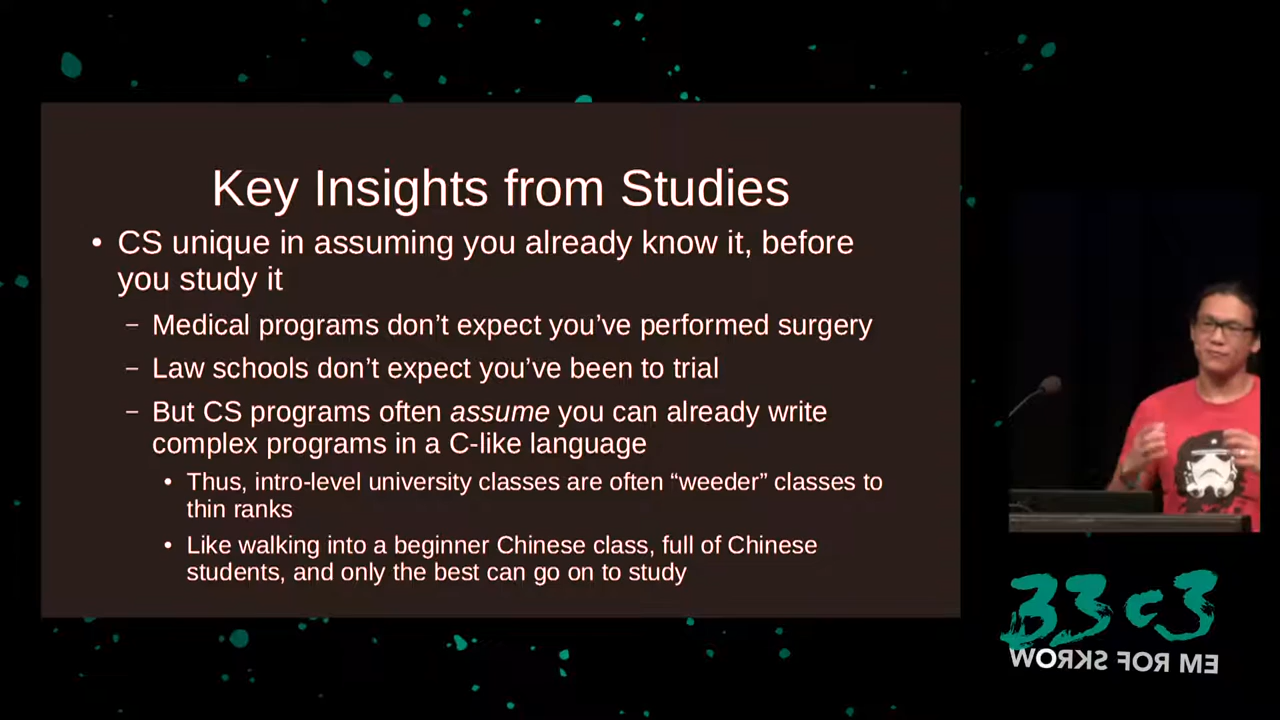 Key Insights from Studies
• CS unique in assuming you already know it, before
you study it
– Medical programs don’t expect you’ve performed surgery
– Law schools don’t expect you’ve been to trial
– But CS programs often assume you can already write
complex programs in a C-like language
• Thus, intro-level university classes are often “weeder” classes to
thin ranks
• Like walking into a beginner Chinese class, full of Chinese
students, and only the best can go on to study
33c3
WORKS FOR ME